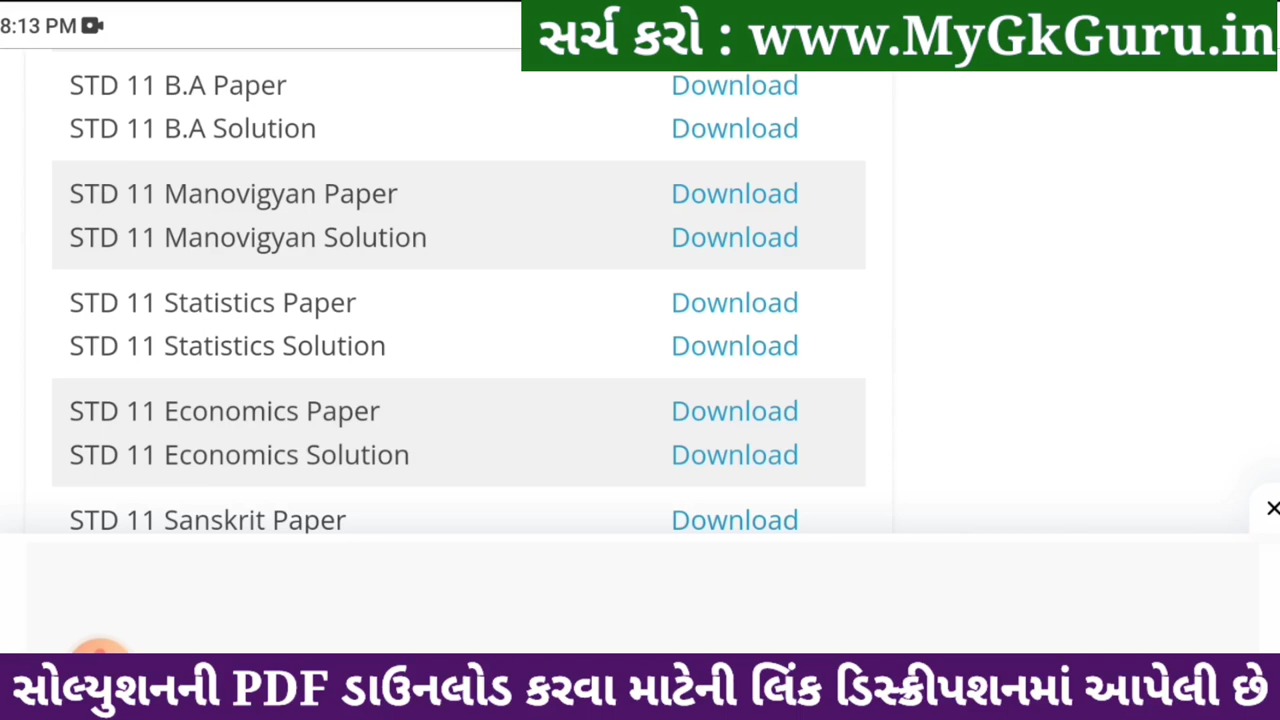 8:13 PM
સર્ચ કરો : www.MyGkGuru.in
STD 11 B.A Paper Download
STD 11 B.A Solution Download
STD 11 Manovigyan Paper Download
STD 11 Manovigyan Solution Download
STD 11 Statistics Paper Download
STD 11 Statistics Solution Download
STD 11 Economics Paper Download
STD 11 Economics Solution Download
STD 11 Sanskrit Paper Download
સોલ્યુશનની PDF ડાઉનલોડ કરવા માટેની લિંક ડિસ્ક્રીપશનમાં આપેલી છે